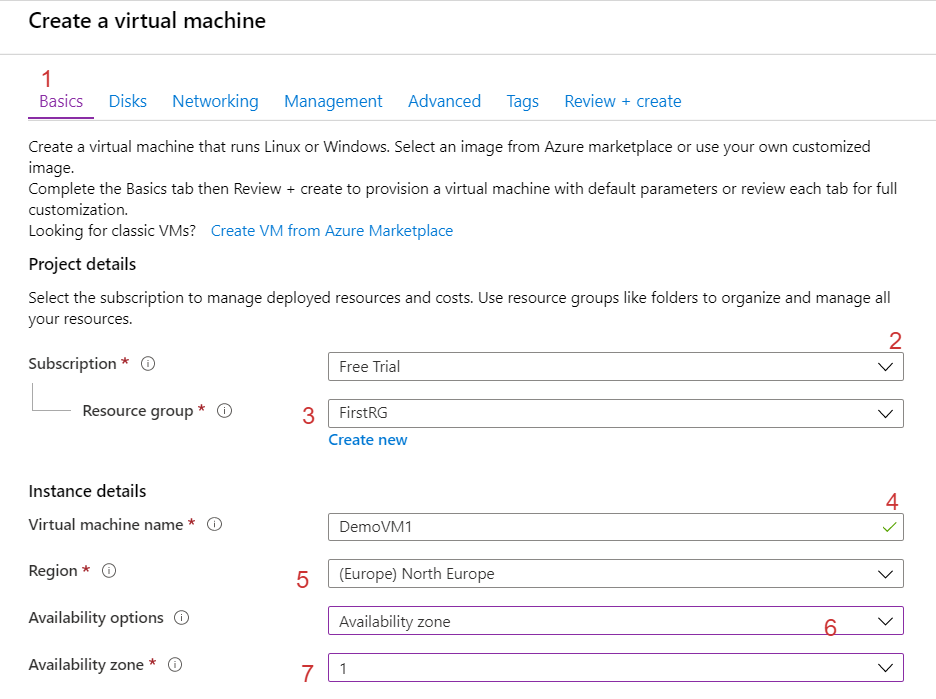 Create a virtual machine
1
Basics Disks Networking Management Advanced Tags Review + create
Create a virtual machine that runs Linux or Windows. Select an image from Azure marketplace or use your own customized
image.
Complete the Basics tab then Review + create to provision a virtual machine with default parameters or review each tab for full
customization.
Looking for classic VMs? Create VM from Azure Marketplace
Project details
Select the subscription to manage deployed resources and costs. Use resource groups like folders to organize and manage all
your resources.
2
Subscription * Free Trial
Resource group * 3 FirstRG
Create new
Instance details
4
Virtual machine name * DemoVM1
Region * 5 (Europe) North Europe
Availability options Availability zone 6
Availability zone * 7 1